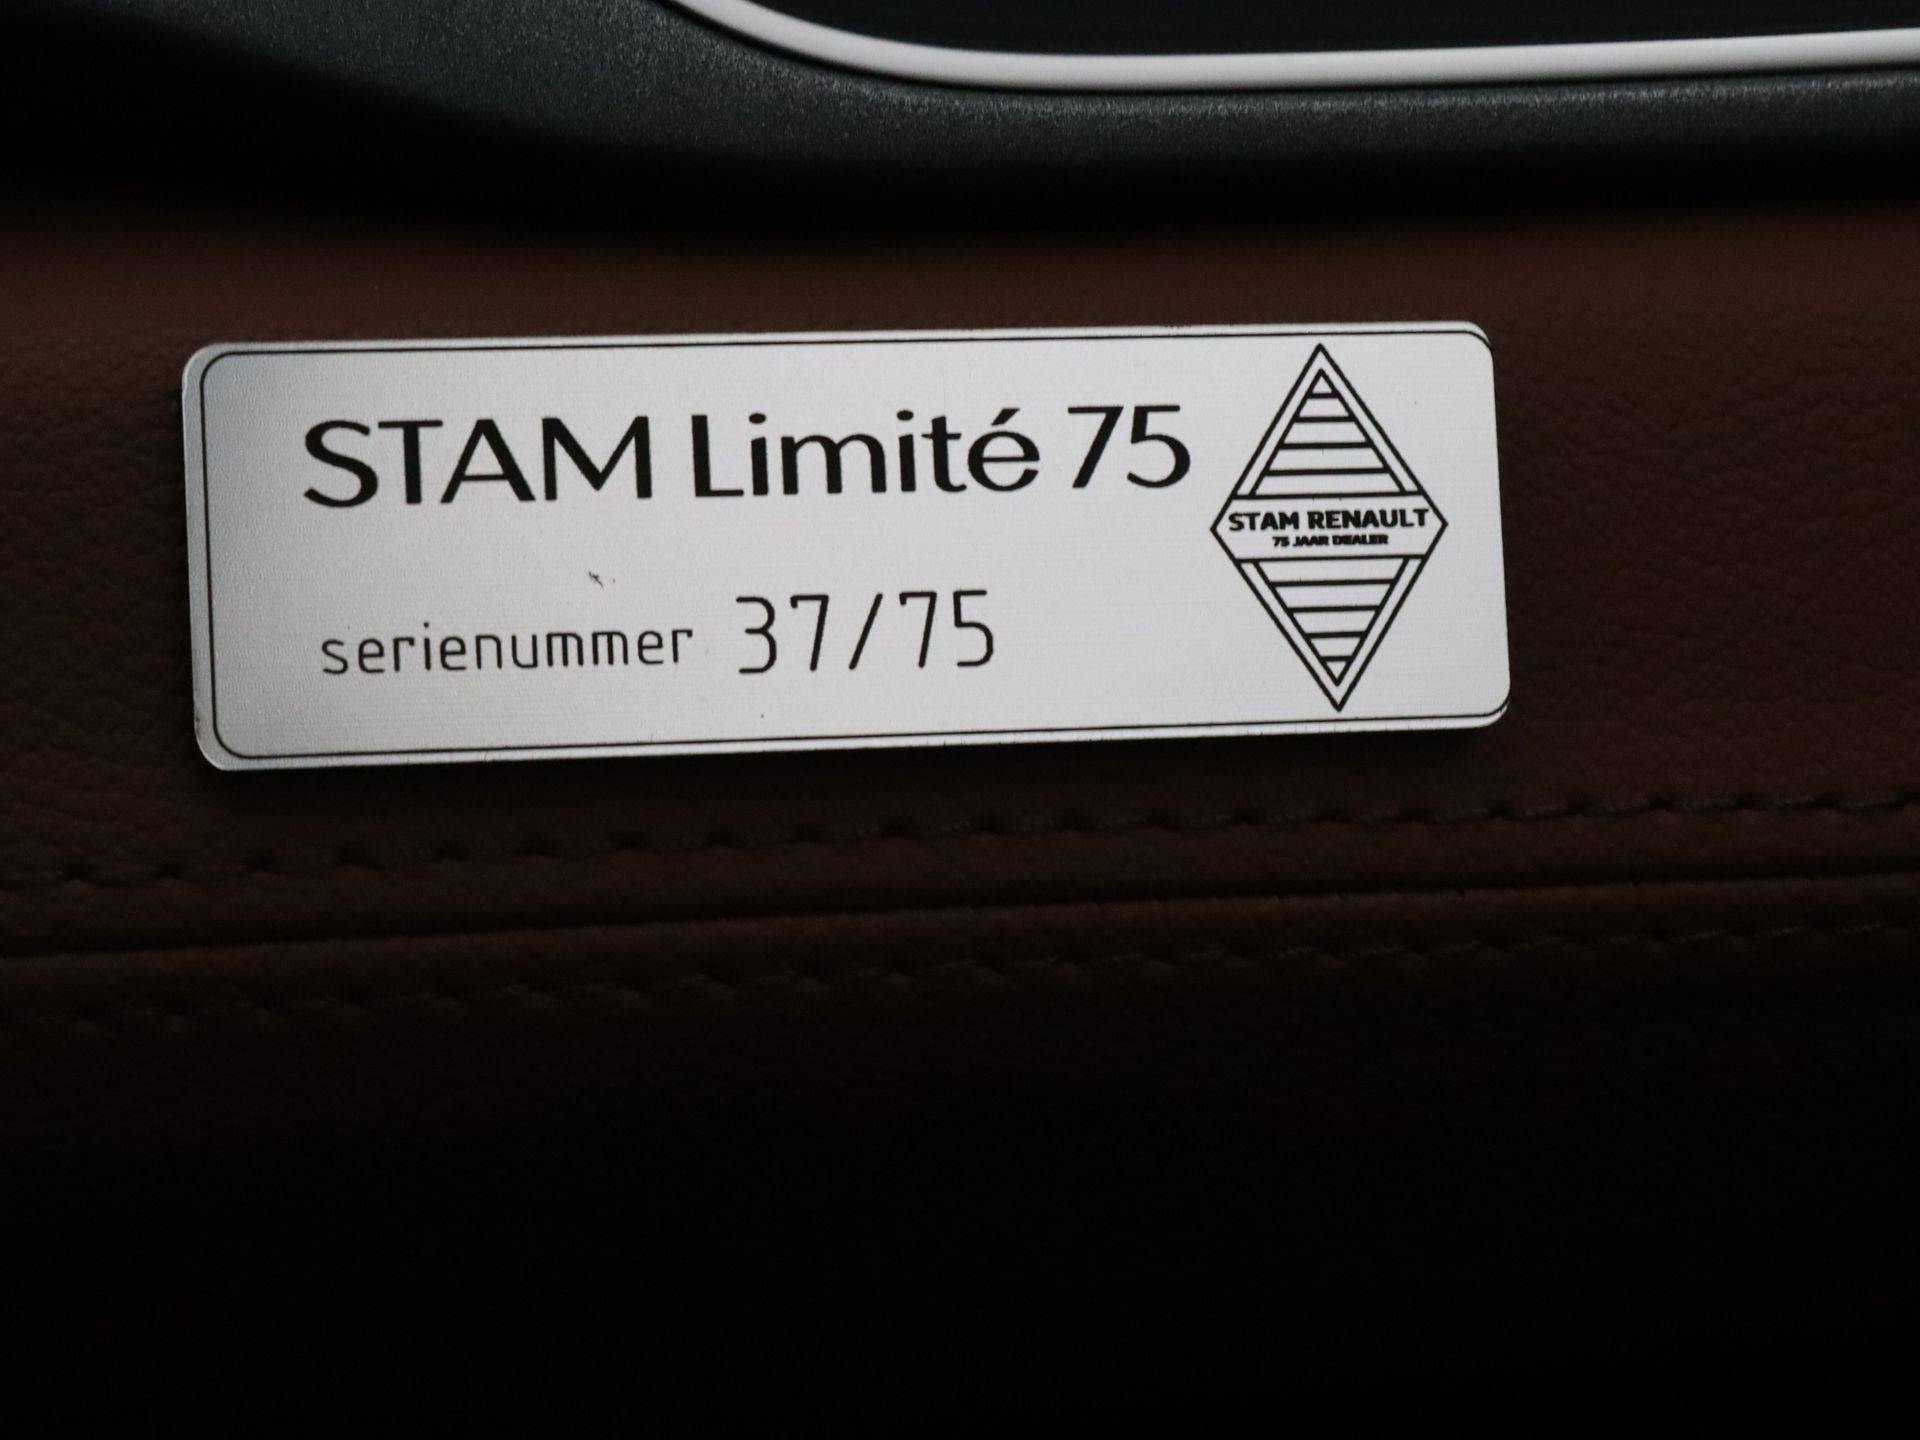 STAM Limité 75
STAM RENAULT
75 JAAR DEALER
serienummer 37/75